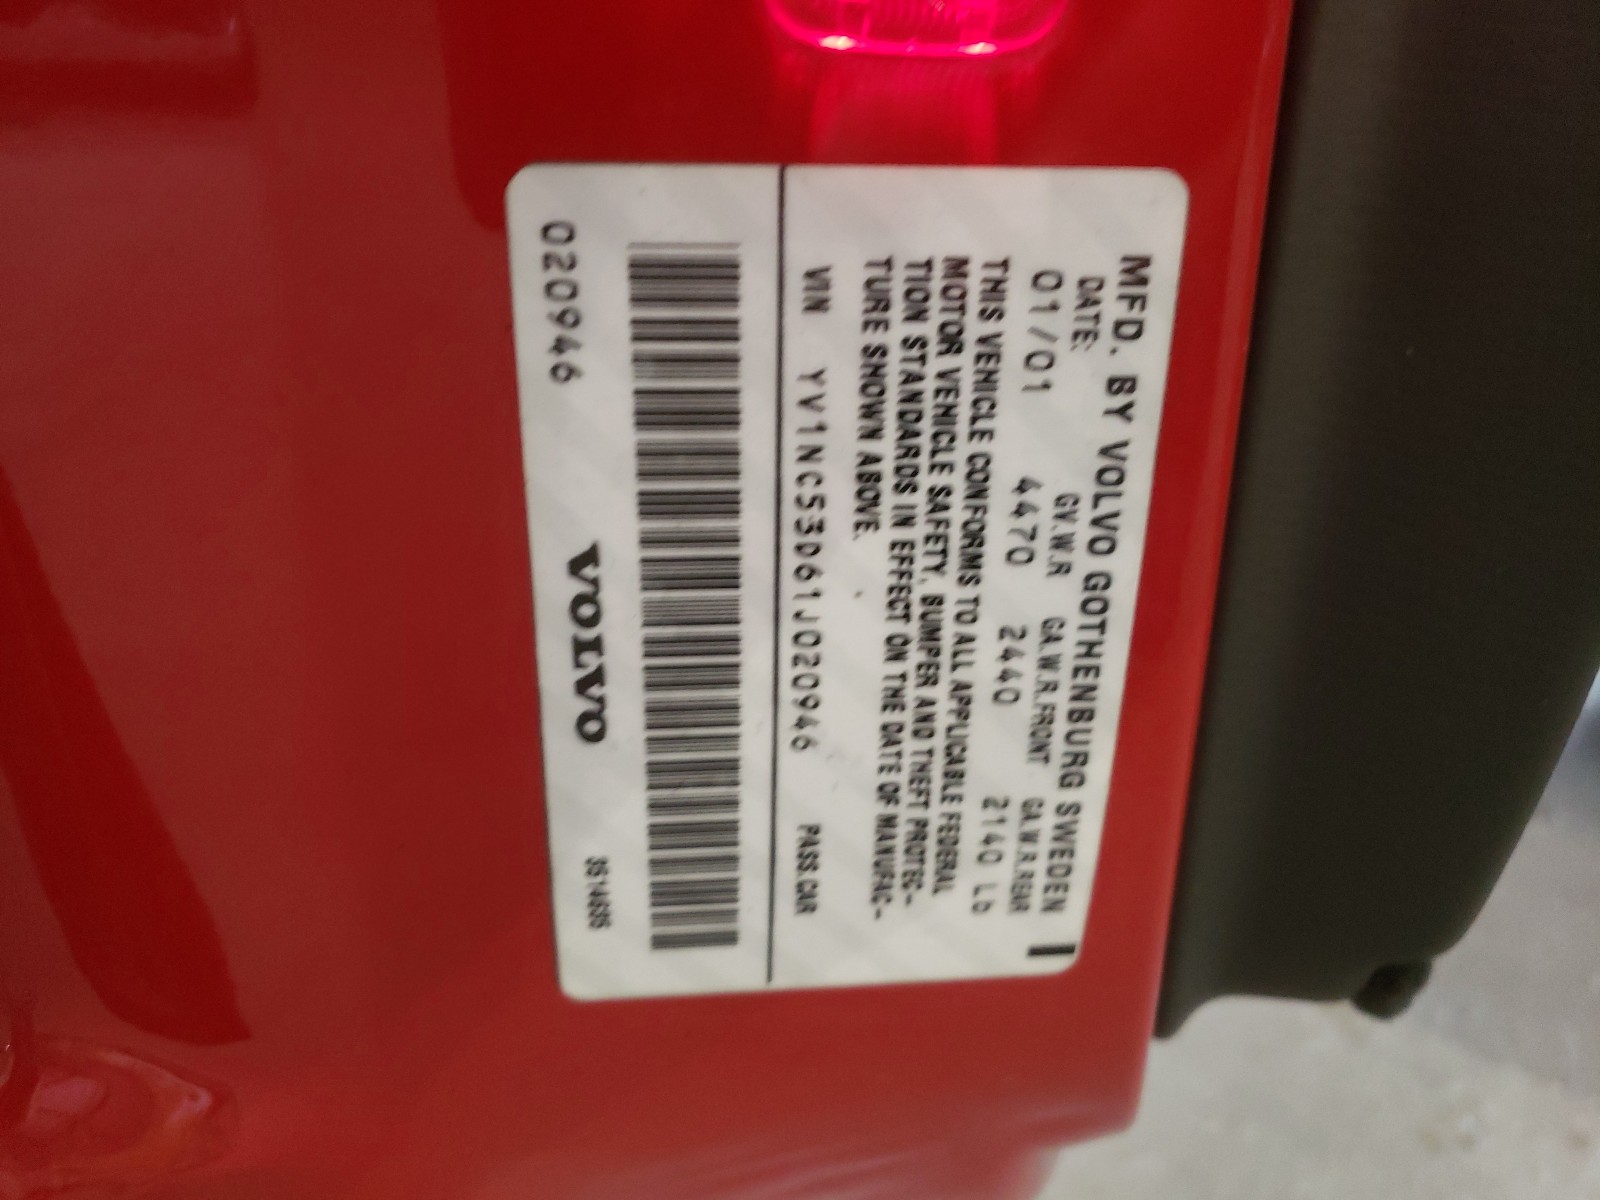 MFD. BY VOLVO GOTHENBURG SWEDEN
DATE: GV.W.R GA.W.R.FRONT GA.W.R.REAR
01/01 4470 2440 2140 Lb
THIS VEHICLE CONFORMS TO ALL APPLICABLE FEDERAL
MOTOR VEHICLE SAFETY, BUMPER AND THEFT PROTEC-
TION STANDARDS IN EFFECT ON THE DATE OF MANUFAC-
TURE SHOWN ABOVE.
VIN YV1NC53D61J020946 PASS.CAR
020946 VOLVO